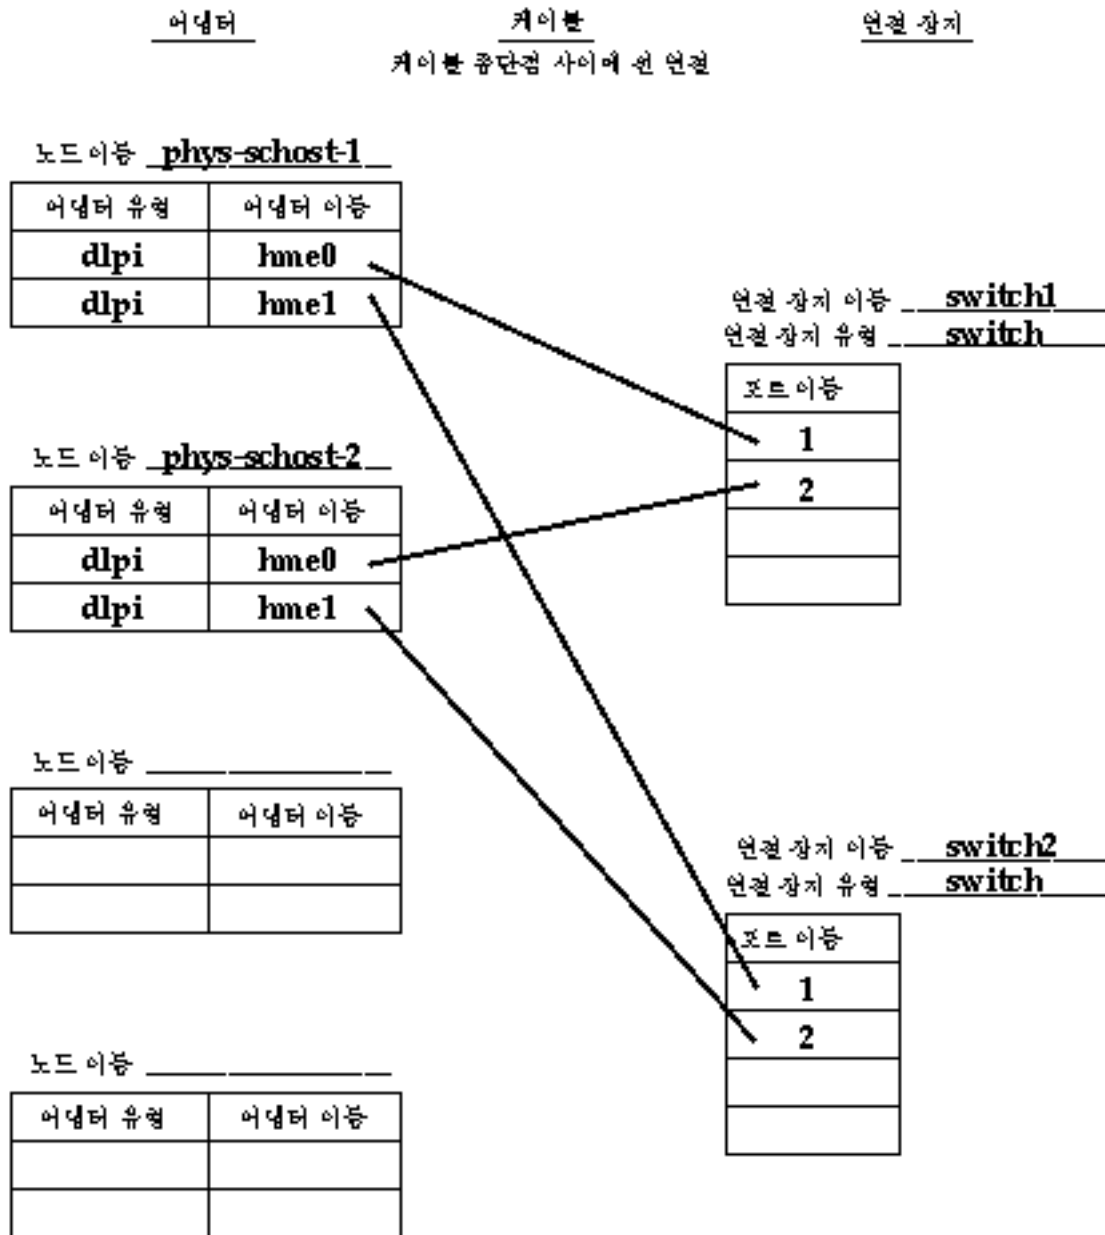 어댑터 케이블 연결 장치
케이블 종단점 사이에 선 연결
노드 이름 phys-schost-1
어댑터 유형 어댑터 이름
dlpi hme0
dlpi hme1
연결 장치 이름 switch1
연결 장치 유형 switch
포트 이름
1
2
노드 이름 phys-schost-2
어댑터 유형 어댑터 이름
dlpi hme0
dlpi hme1
노드 이름
어댑터 유형 어댑터 이름
연결 장치 이름 switch2
연결 장치 유형 switch
포트 이름
1
2
노드 이름
어댑터 유형 어댑터 이름